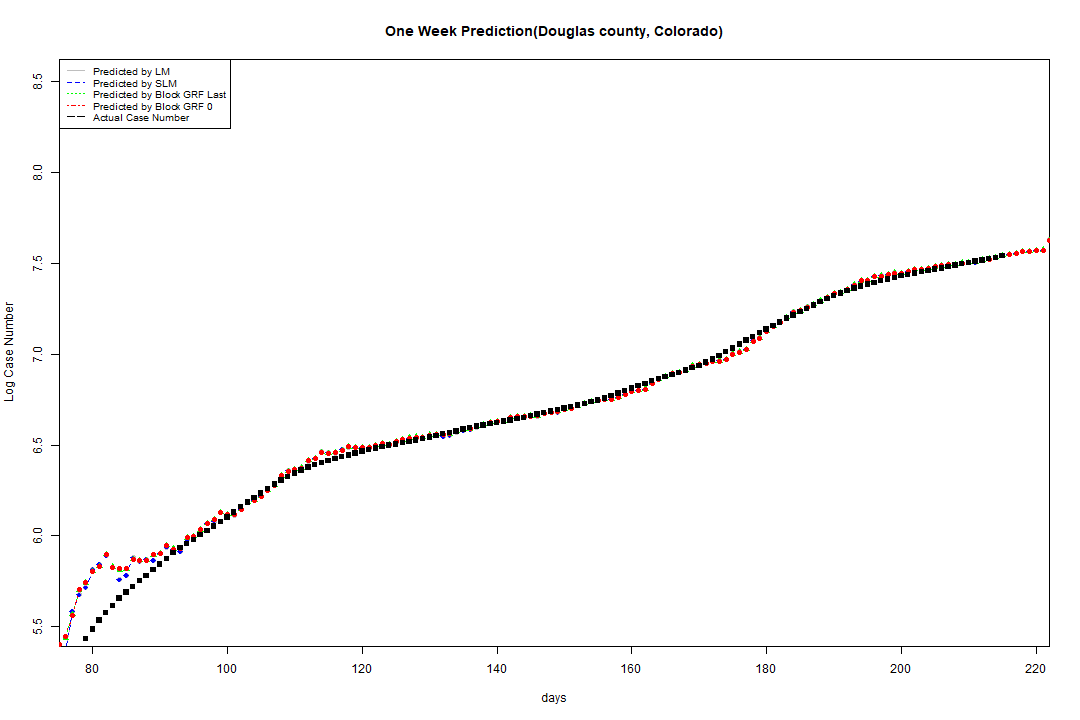 One Week Prediction(Douglas county, Colorado)
Predicted by LM
Predicted by SLM
Predicted by Block GRF Last
Predicted by Block GRF 0
Actual Case Number
8.5
8.0
7.5
7.0
6.5
6.0
5.5
Log Case Number
80 100 120 140 160 180 200 220
days